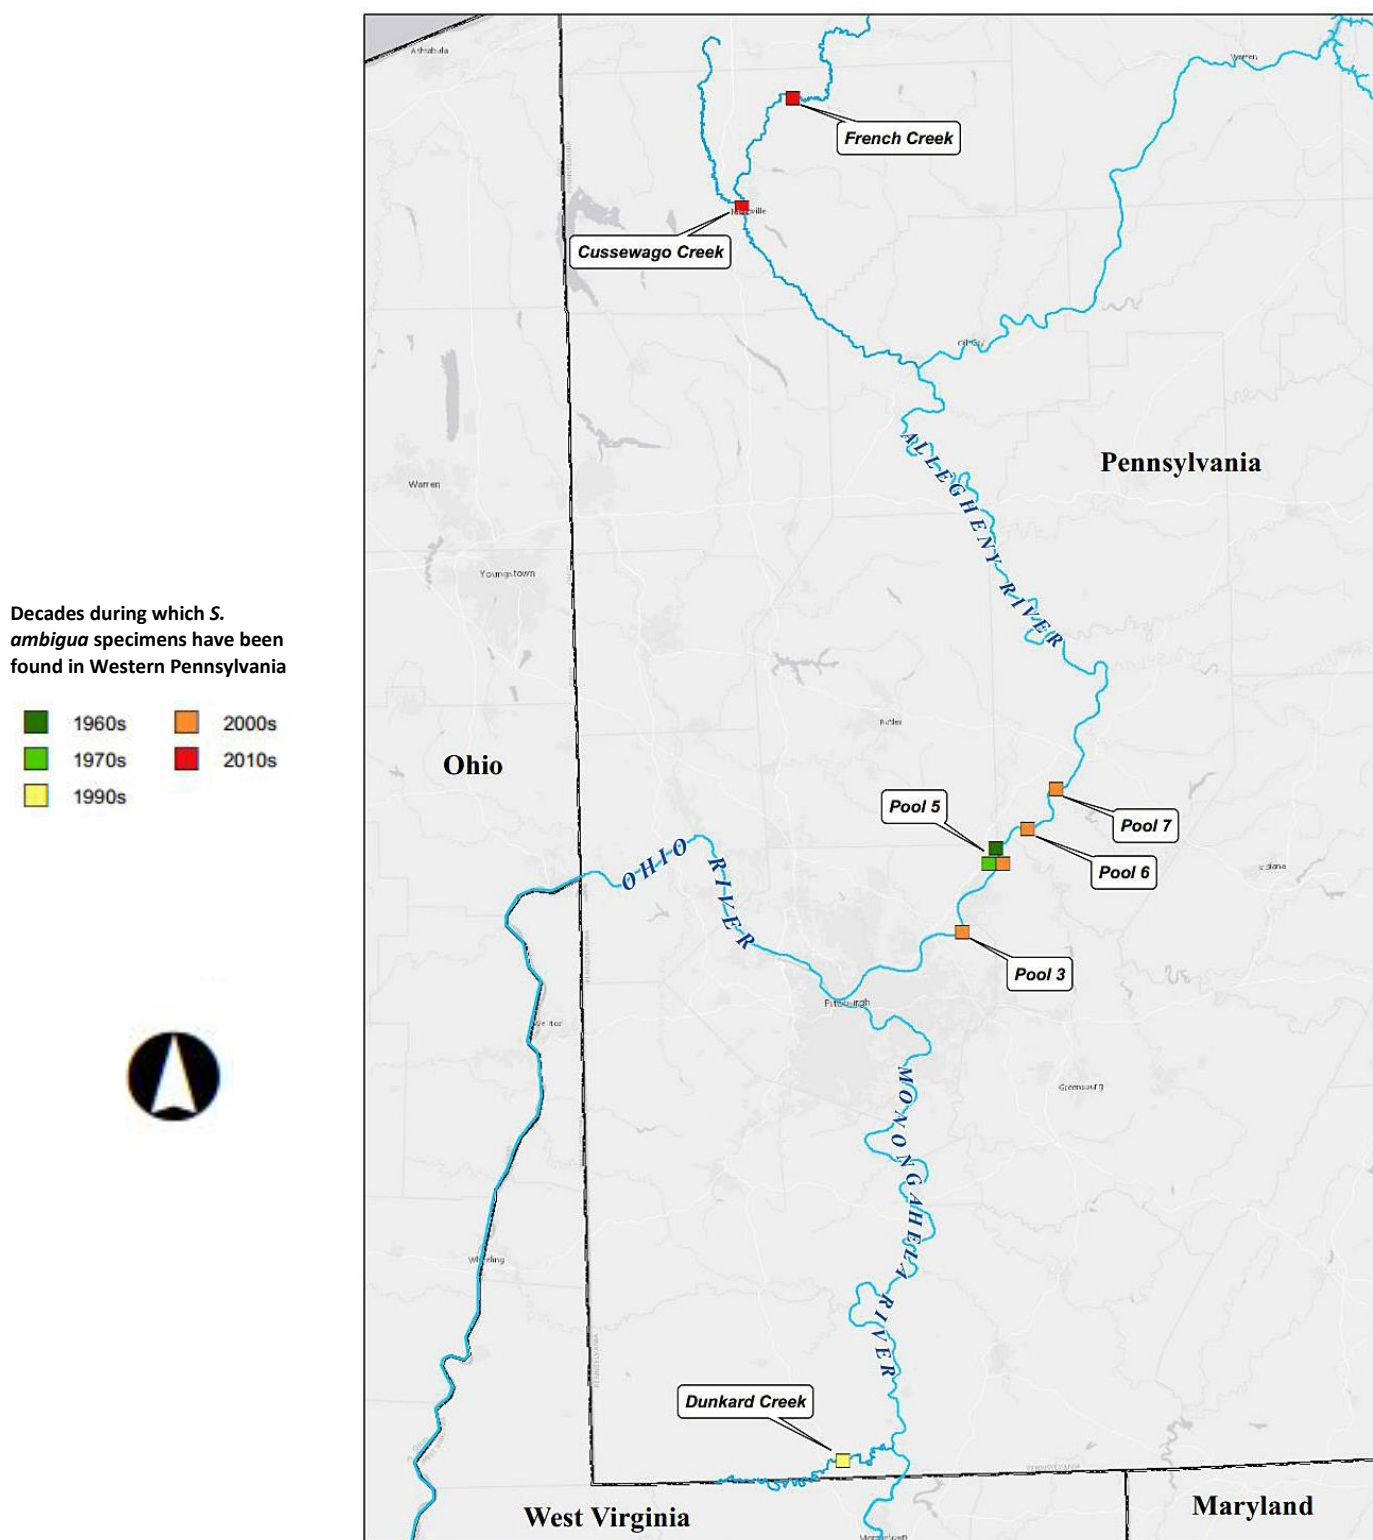 Ashtabula
Warren
French Creek
Cussewago Creek
ALLEGHENY RIVER
Pennsylvania
Warren
Youngstown
Decades during which S.
ambigua specimens have been
found in Western Pennsylvania
1960s 2000s
1970s 2010s
1990s
Butler
Ohio
Pool 5
Pool 7
Pool 6
OHIO RIVER
Pool 3
Pittsburgh
Greensburg
MONONGAHELA RIVER
Wheeling
Dunkard Creek
PENNSYLVANIA
West Virginia
Maryland